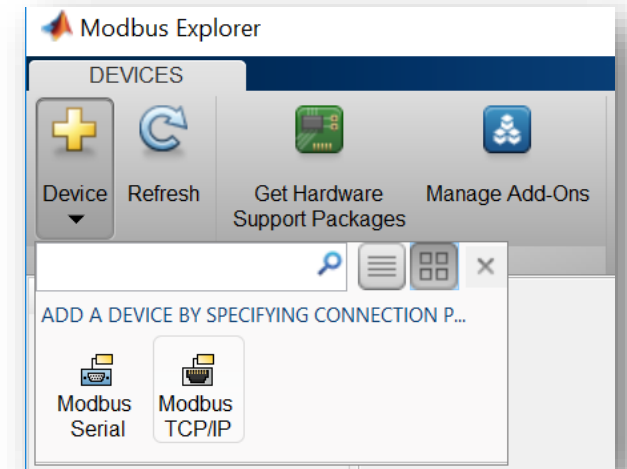 Modbus Explorer
DEVICES
Device
Refresh
Get Hardware
Support Packages
Manage Add-Ons
ADD A DEVICE BY SPECIFYING CONNECTION P...
Modbus
Serial
Modbus
TCP/IP